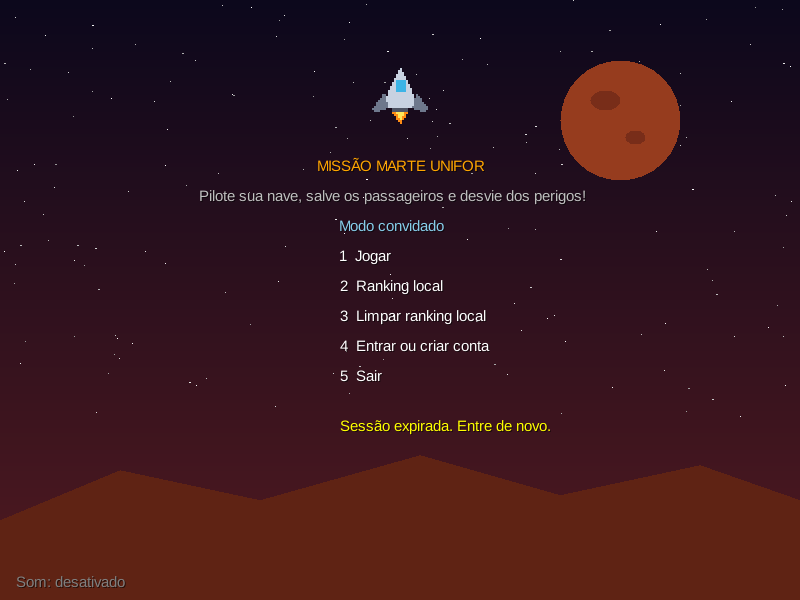 MISSÃO MARTE UNIFOR
Pilote sua nave, salve os passageiros e desvie dos perigos!
Modo convidado
1 Jogar
2 Ranking local
3 Limpar ranking local
4 Entrar ou criar conta
5 Sair
Sessão expirada. Entre de novo.
Som: desativado